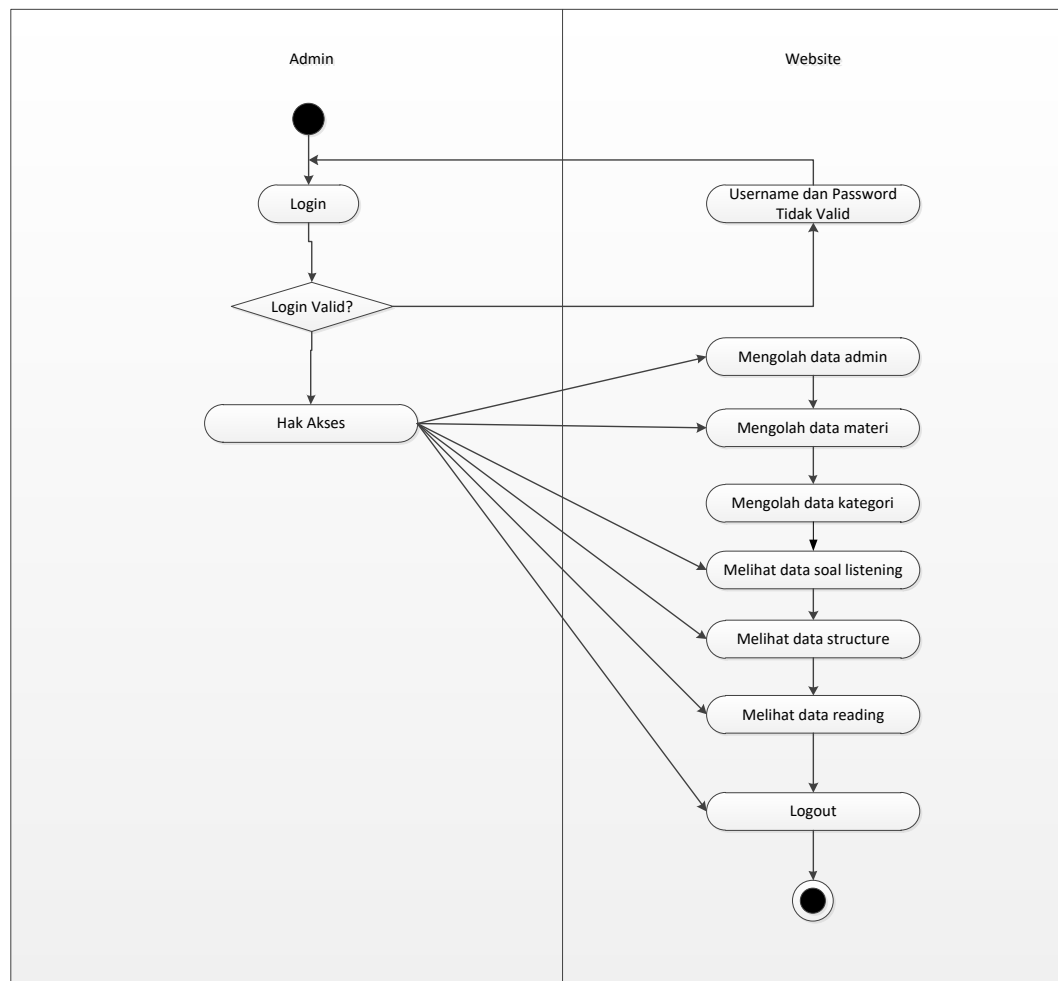 Admin
Website
Login
Username dan Password
Tidak Valid
Login Valid?
Mengolah data admin
Hak Akses
Mengolah data materi
Mengolah data kategori
Melihat data soal listening
Melihat data structure
Melihat data reading
Logout